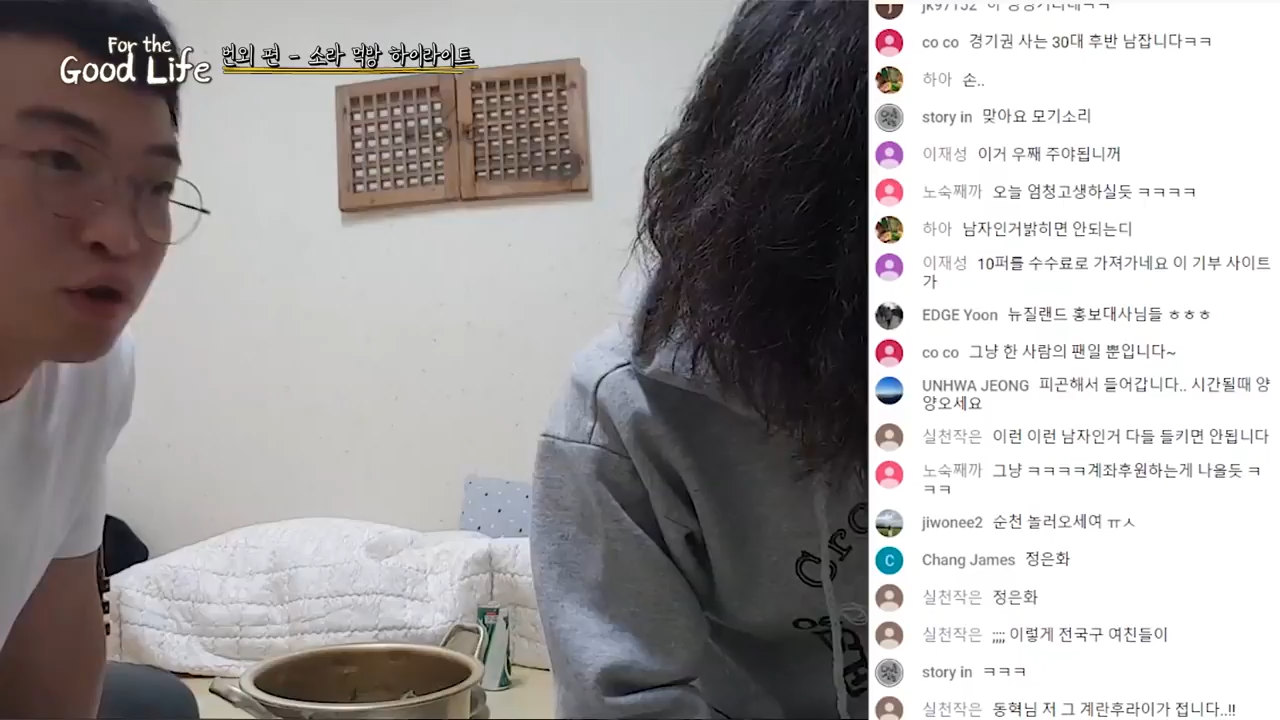 For the
Good Life
번외 편 - 소라 먹방 하이라이트
co co 경기권 사는 30대 후반 남잡니다ㅋㅋ
하아 손..
story in 맞아요 모기소리
이재성 이거 우째 주야됩니꺼
노숙째까 오늘 엄청고생하실듯 ㅋㅋㅋㅋ
하아 남자인거밝히면 안되는디
이재성 10퍼를 수수료로 가져가네요 이 기부 사이트
가
EDGE Yoon 뉴질랜드 홍보대사님들 ㅎㅎㅎ
co co 그냥 한 사람의 팬일 뿐입니다~
UNHWA JEONG 피곤해서 들어갑니다.. 시간될때 양
양오세요
실천작은 이런 이런 남자인거 다들 들키면 안됩니다
노숙째까 그냥 ㅋㅋㅋㅋ계좌후원하는게 나을듯 ㅋ
ㅋㅋ
jiwonee2 순천 놀러오세여 ㅠㅅ
C
Chang James 정은화
실천작은 정은화
실천작은 ;;;; 이렇게 전국구 여친들이
story in ㅋㅋㅋ
실천작은 동혁님 저 그 계란후라이가 접니다..!!